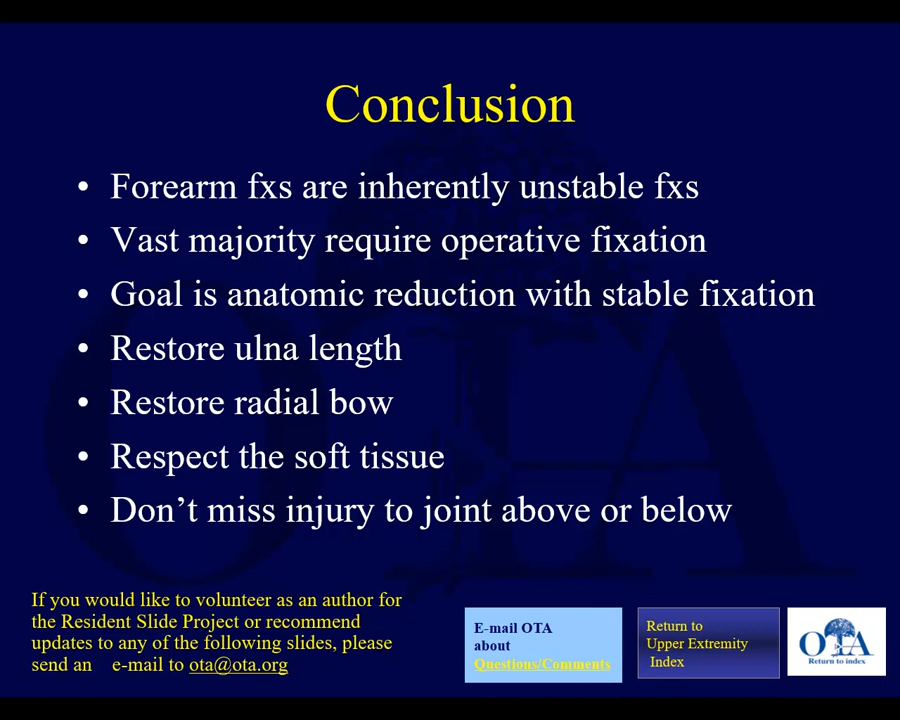 Conclusion
• Forearm fxs are inherently unstable fxs
• Vast majority require operative fixation
• Goal is anatomic reduction with stable fixation
• Restore ulna length
• Restore radial bow
• Respect the soft tissue
• Don’t miss injury to joint above or below
If you would like to volunteer as an author for
the Resident Slide Project or recommend
updates to any of the following slides, please
send an e-mail to ota@ota.org
E-mail OTA
about
Questions/Comments
Return to
Upper Extremity
Index
OTA
Return to index